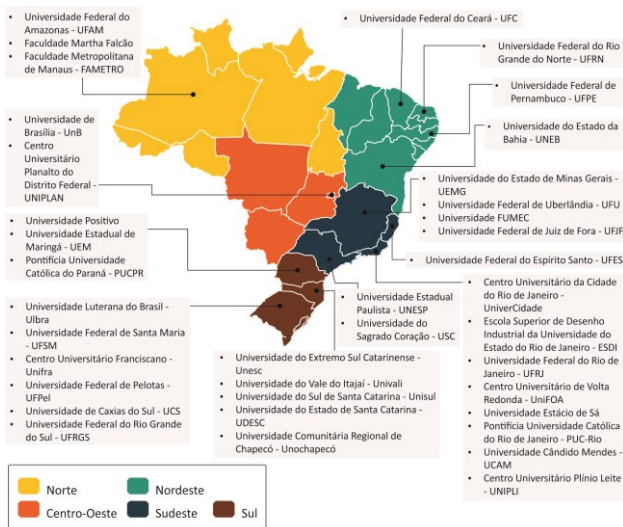 • Universidade Federal do
Amazonas - UFAM
• Faculdade Martha Falcão
• Faculdade Metropolitana
de Manaus - FAMETRO
• Universidade Federal do Ceará - UFC
• Universidade Federal do Rio
Grande do Norte - UFRN
• Universidade Federal de
Pernambuco - UFPE
• Universidade do Estado da
Bahia - UNEB
• Universidade de
Brasília - UnB
• Centro
Universitário
Planalto do
Distrito Federal -
UNIPLAN
• Universidade do Estado de Minas Gerais -
UEMG
• Universidade Federal de Uberlândia - UFU
• Universidade FUMEC
• Universidade Federal de Juiz de Fora - UFJF
• Universidade Positivo
• Universidade Estadual de
Maringá - UEM
• Pontifícia Universidade
Católica do Paraná - PUCPR
• Universidade Federal do Espírito Santo - UFES
• Universidade Estadual
Paulista - UNESP
• Universidade do
Sagrado Coração - USC
• Centro Universitário da Cidade
do Rio de Janeiro -
UniverCidade
• Escola Superior de Desenho
Industrial da Universidade do
Estado do Rio de Janeiro - ESDI
• Universidade Federal do Rio de
Janeiro - UFRJ
• Centro Universitário de Volta
Redonda - UniFOA
• Universidade Estácio de Sá
• Pontifícia Universidade Católica
do Rio de Janeiro - PUC-Rio
• Universidade Cândido Mendes -
UCAM
• Centro Universitário Plínio Leite
- UNIPLI
• Universidade Luterana do Brasil -
Ulbra
• Universidade Federal de Santa Maria -
UFSM
• Centro Universitário Franciscano -
Unifra
• Universidade Federal de Pelotas -
UFPel
• Universidade de Caxias do Sul - UCS
• Universidade Federal do Rio Grande
do Sul - UFRGS
• Universidade do Extremo Sul Catarinense -
Unesc
• Universidade do Vale do Itajaí - Univali
• Universidade do Sul de Santa Catarina - Unisul
• Universidade do Estado de Santa Catarina -
UDESC
• Universidade Comunitária Regional de
Chapecó - Unochapecó
Norte
Nordeste
Centro-Oeste
Sudeste
Sul